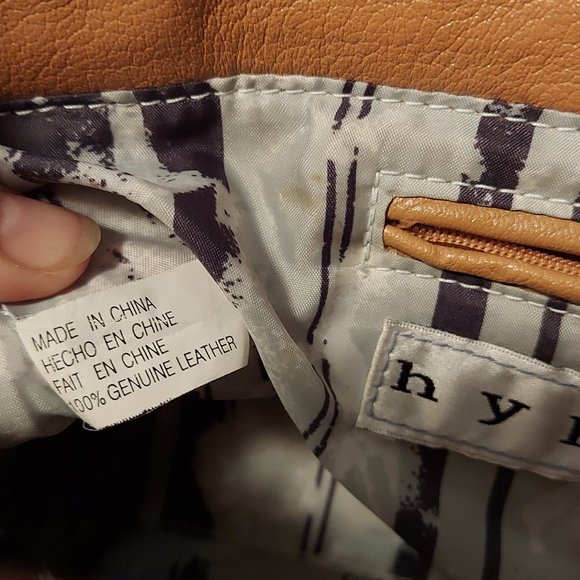 MADE IN CHINA
HECHO EN CHINE
FAIT EN CHINE
100% GENUINE LEATHER
hy